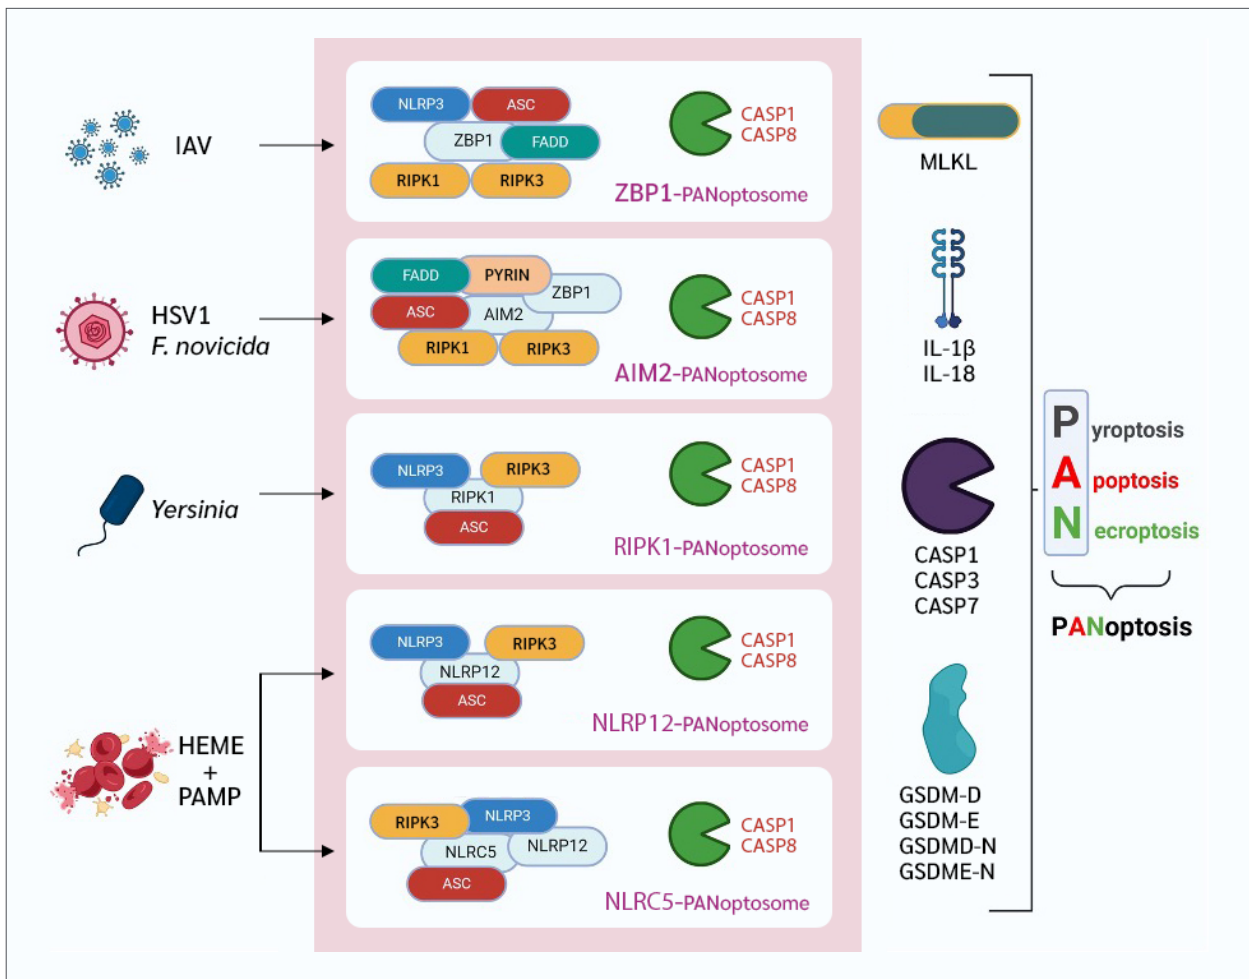 IAV
NLRP3
ASC
ZBP1
FADD
RIPK1
RIPK3
CASP1
CASP8
ZBP1-PANoptosome
HSV1
F. novicida
FADD
PYRIN
ZBP1
ASC
AIM2
RIPK1
RIPK3
CASP1
CASP8
AIM2-PANoptosome
Yersinia
NLRP3
RIPK3
RIPK1
ASC
CASP1
CASP8
RIPK1-PANoptosome
HEME
+
PAMP
NLRP3
RIPK3
NLRP12
ASC
CASP1
CASP8
NLRP12-PANoptosome
RIPK3
NLRP3
NLRC5
NLRP12
ASC
CASP1
CASP8
NLRC5-PANoptosome
MLKL
IL-1β
IL-18
CASP1
CASP3
CASP7
GSDM-D
GSDM-E
GSDMD-N
GSDME-N
Pyroptosis
Apoptosis
Necroptosis
PANoptosis